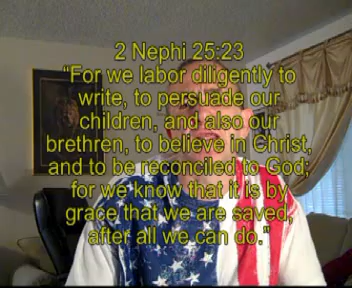 2 Nephi 25:23
“For we labor diligently to
write, to persuade our
children, and also our
brethren, to believe in Christ,
and to be reconciled to God;
for we know that it is by
grace that we are saved,
after all we can do.”